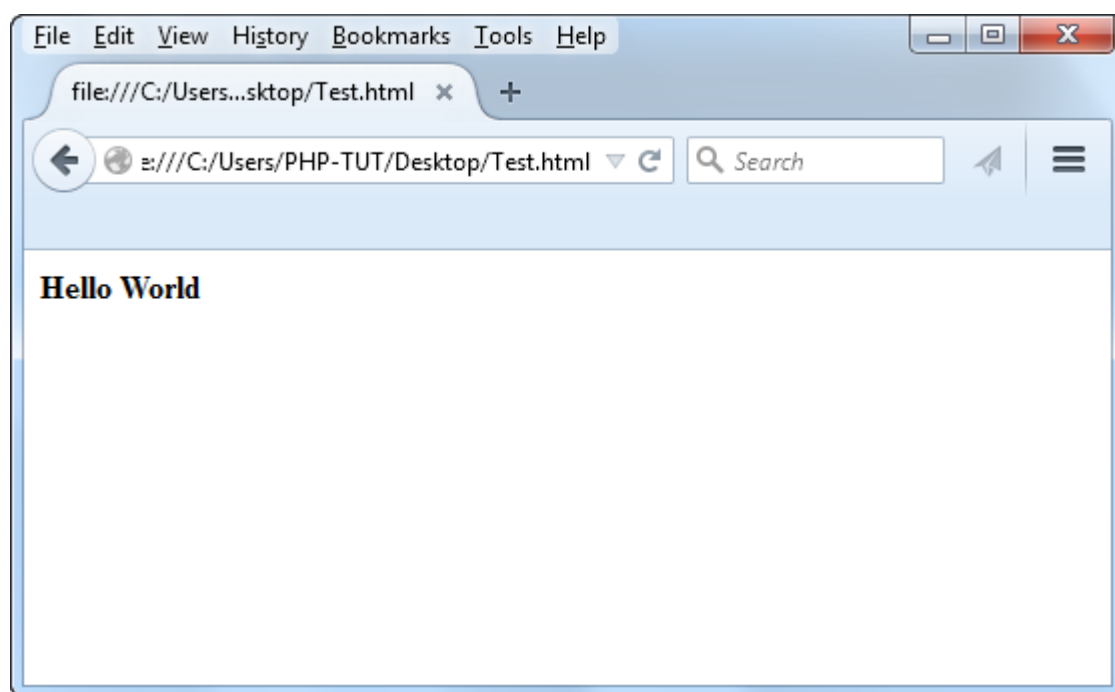 File Edit View History Bookmarks Tools Help
file:///C:/Users...sktop/Test.html
e:///C:/Users/PHP-TUT/Desktop/Test.html Search
Hello World